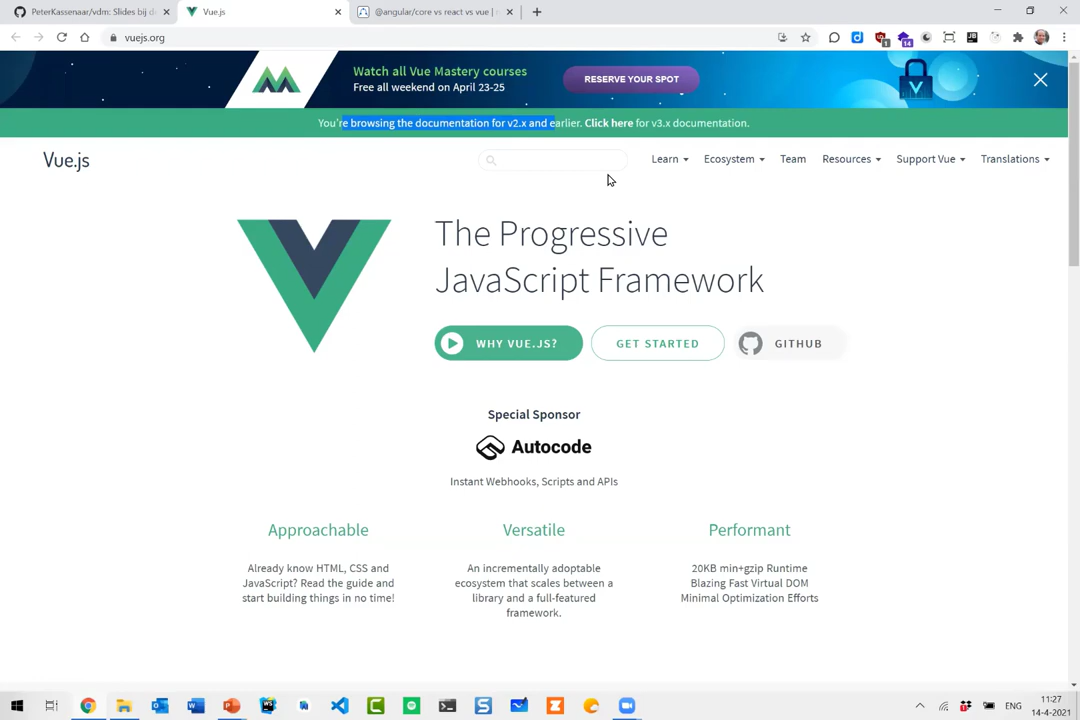 PeterKassenaar/vdm: Slides bij d
Vue.js
@angular/core vs react vs vue |
vuejs.org
1
14
JB
Watch all Vue Mastery courses
Free all weekend on April 23-25
RESERVE YOUR SPOT
You're browsing the documentation for v2.x and earlier. Click here for v3.x documentation.
Vue.js
Learn
Ecosystem
Team
Resources
Support Vue
Translations
The Progressive
JavaScript Framework
WHY VUE.JS?
GET STARTED
GITHUB
Special Sponsor
Autocode
Instant Webhooks, Scripts and APIs
Approachable
Already know HTML, CSS and
JavaScript? Read the guide and
start building things in no time!
Versatile
An incrementally adoptable
ecosystem that scales between a
library and a full-featured
framework.
Performant
20KB min+gzip Runtime
Blazing Fast Virtual DOM
Minimal Optimization Efforts
ENG
11:27
14-4-2021